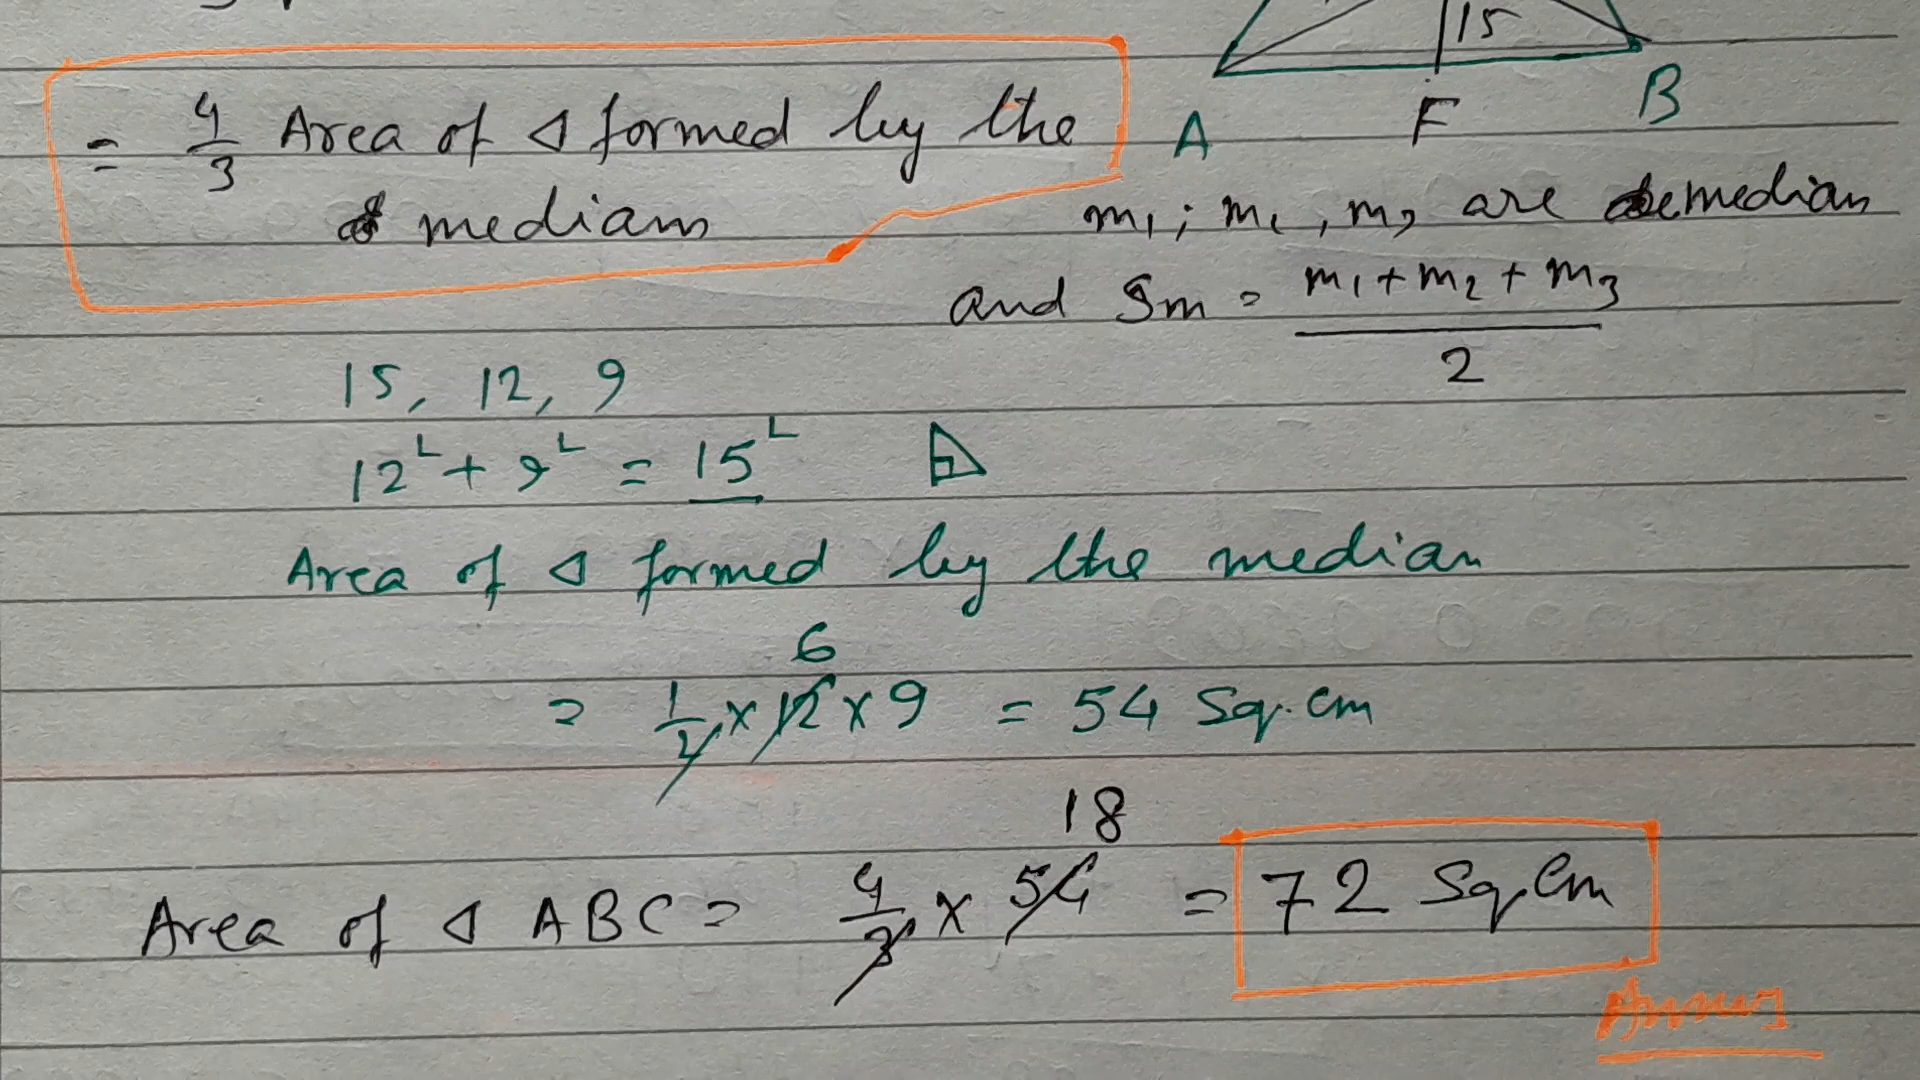 15
A F B
= 4/3 Area of △ formed by the
medians
m1; m2, m3 are median
and Sm = m1 + m2 + m3 / 2
15, 12, 9
12² + 9² = 15²
Area of △ formed by the median
6
= 1/2 × 12 × 9 = 54 Sq. cm
18
Area of △ ABC = 4/3 × 54 = 72 Sq cm
Answer